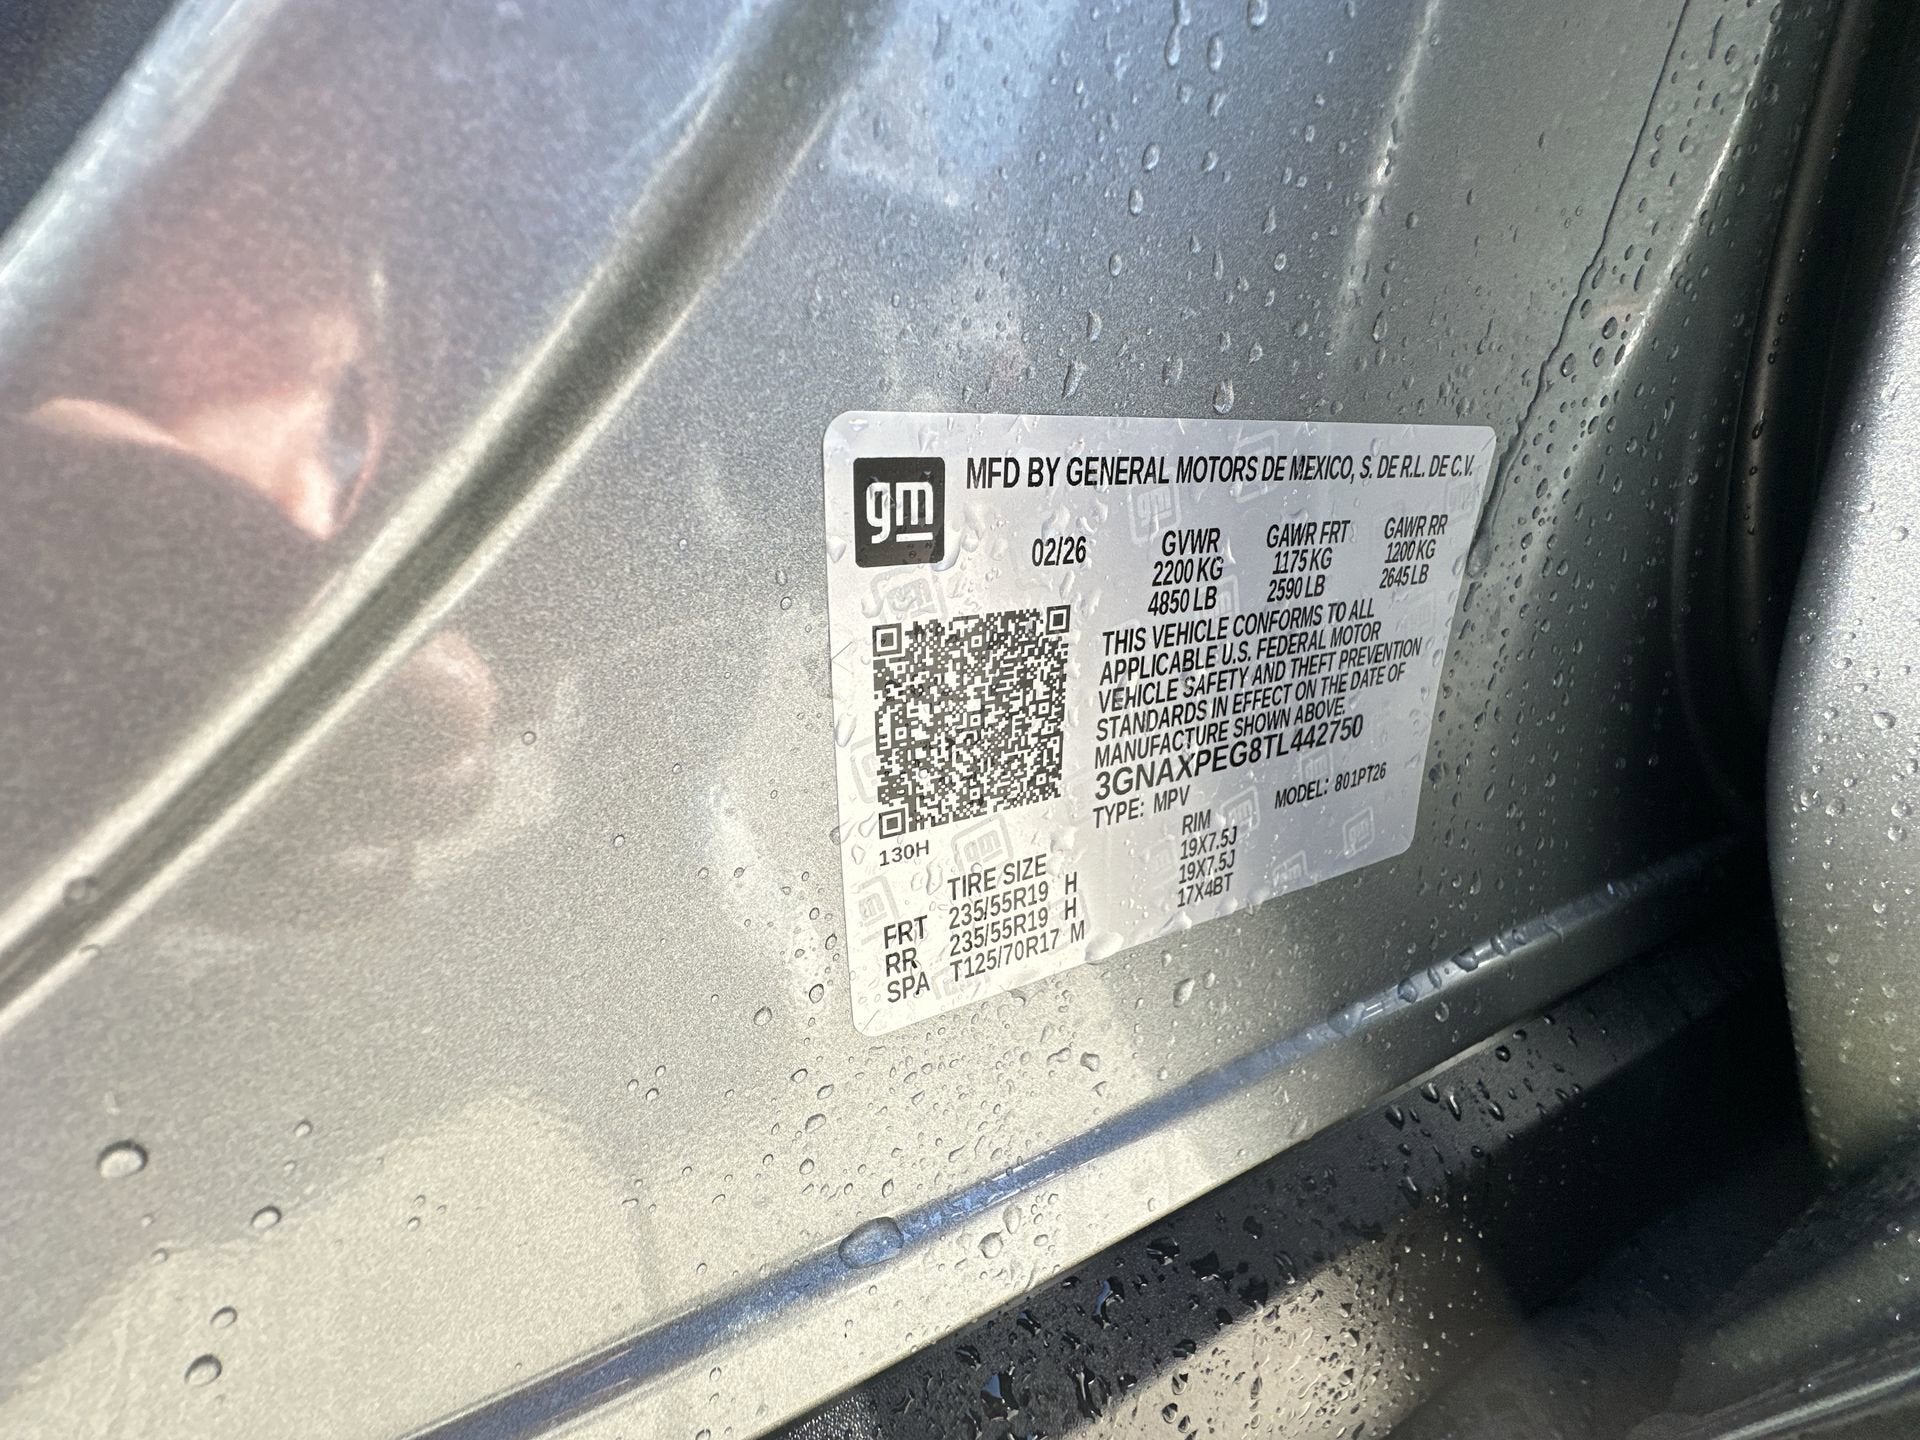 gm
MFD BY GENERAL MOTORS DE MEXICO, S. DE R.L. DE C.V.
02/26 GVWR GAWR FRT GAWR RR
2200 KG 1175 KG 1200 KG
4850 LB 2590 LB 2645 LB
THIS VEHICLE CONFORMS TO ALL
APPLICABLE U.S. FEDERAL MOTOR
VEHICLE SAFETY AND THEFT PREVENTION
STANDARDS IN EFFECT ON THE DATE OF
MANUFACTURE SHOWN ABOVE.
3GNAXPEG8TL442750
TYPE: MPV MODEL: 801PT26
130H
TIRE SIZE RIM
FRT 235/55R19 H 19X7.5J
RR 235/55R19 H 19X7.5J
SPA T125/70R17 M 17X4BT